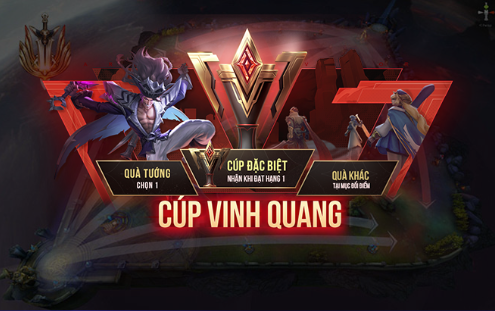 QUÀ TƯỚNG
CHỌN 1
CÚP ĐẶC BIỆT
NHẬN KHI ĐẠT HẠNG 1
QUÀ KHÁC
TẠI MỤC ĐỔI ĐIỂM
CÚP VINH QUANG